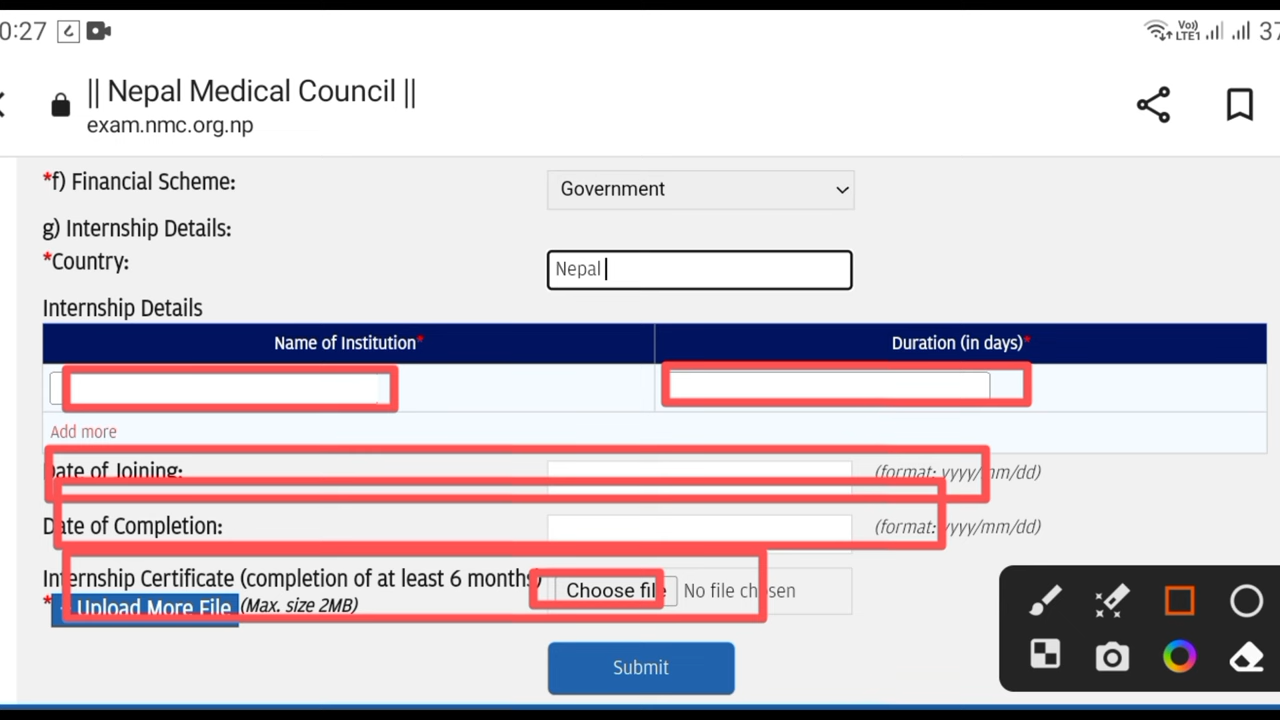 0:27
Vo))
LTE1
37
|| Nepal Medical Council ||
exam.nmc.org.np
*f) Financial Scheme:
Government
g) Internship Details:
*Country:
Nepal
Internship Details
Name of Institution*
Duration (in days)*
Add more
Date of Joining:
(format: yyyy/mm/dd)
Date of Completion:
(format: yyyy/mm/dd)
Internship Certificate (completion of at least 6 months)
Choose file
No file chosen
*
+ Upload More File (Max. size 2MB)
Submit